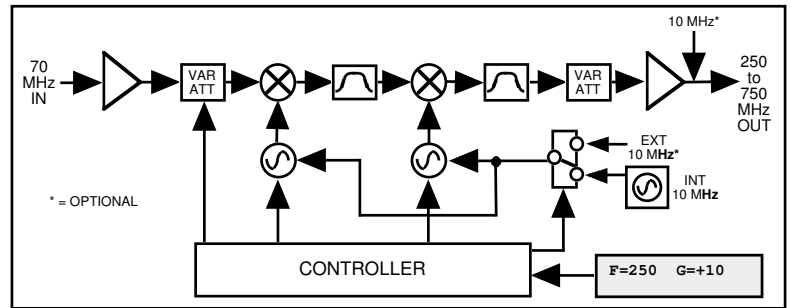 10 MHz*
70
MHz
IN
VAR
ATT
VAR
ATT
250
to
750
MHz
OUT
EXT
10 MHz*
INT
10 MHz
* = OPTIONAL
CONTROLLER
F=250 G=+10